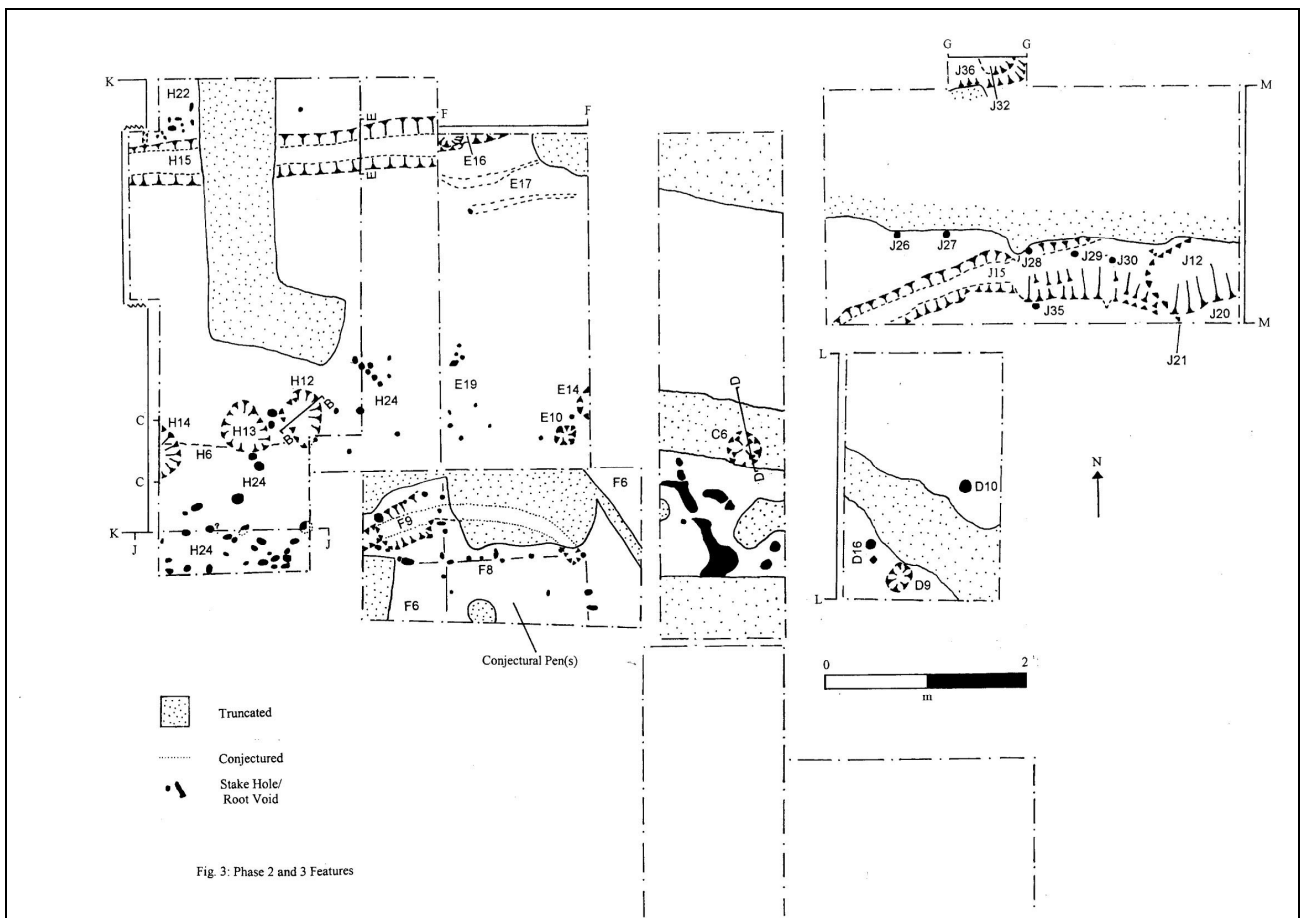 G G
K H22 J36 M
F F J32
E
H15 E16
E17
E
J26 J27 J28 J29 J30 J12
J15
J35 J20
M
J21
L
H12 H24 E19 E14 D
C H14 B E10 C6
H13
B
H6 D
C H24 F6 D10
N
F9
K ? D16
J J
H24 F8
D9
F6 L
Conjectural Pen(s)
0 2
m
Truncated
Conjectured
Stake Hole/
Root Void
Fig. 3: Phase 2 and 3 Features